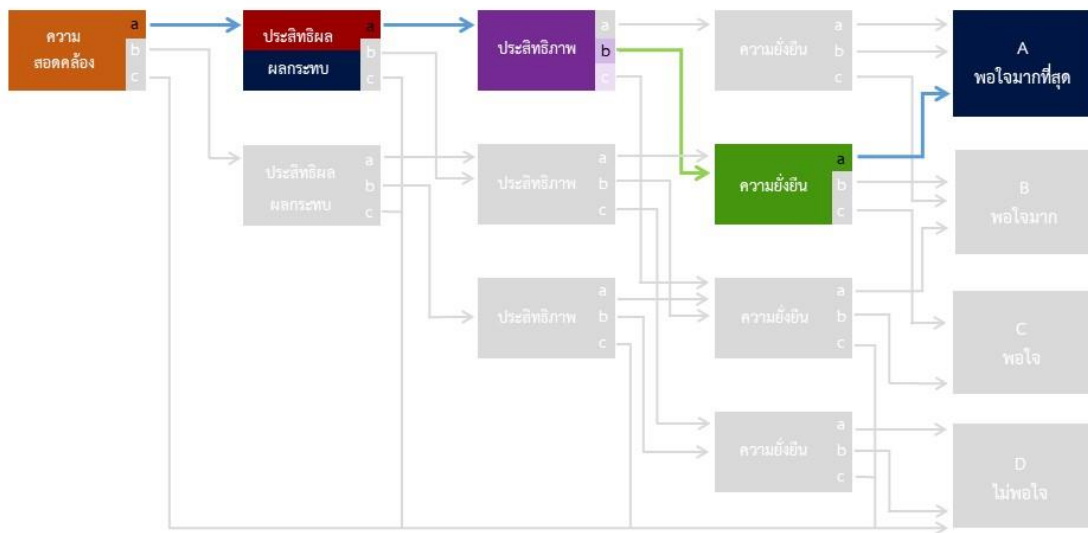 ความ
สอดคล้อง
a
b
c
ประสิทธิผล
ผลกระทบ
a
b
c
ประสิทธิภาพ
a
b
c
ความยั่งยืน
a
b
c
A
พอใจมากที่สุด
ประสิทธิผล
ผลกระทบ
a
b
c
ประสิทธิภาพ
a
b
c
ความยั่งยืน
a
b
c
B
พอใจมาก
ประสิทธิภาพ
a
b
c
ความยั่งยืน
a
b
c
C
พอใจ
ความยั่งยืน
a
b
c
D
ไม่พอใจ